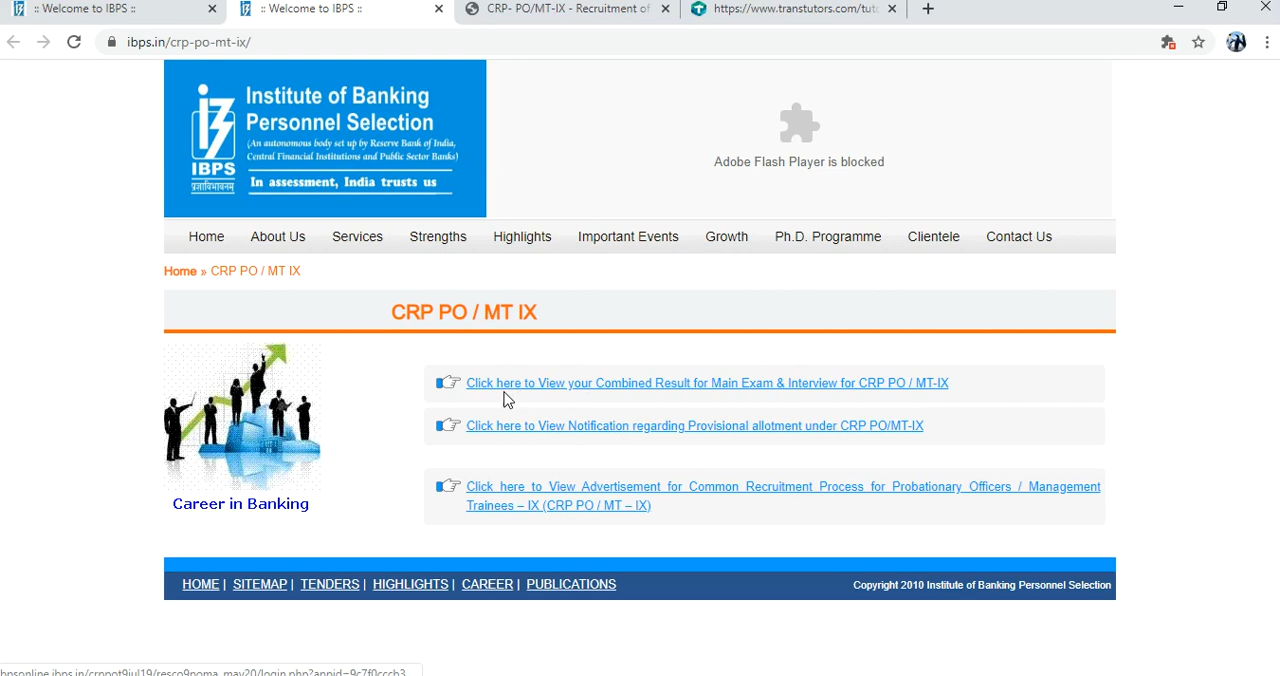 :: Welcome to IBPS ::
:: Welcome to IBPS ::
CRP- PO/MT-IX - Recruitment of
https://www.transtutors.com/tuto
ibps.in/crp-po-mt-ix/
Institute of Banking
Personnel Selection
(An autonomous body set up by Reserve Bank of India,
Central Financial Institutions and Public Sector Banks)
IBPS
In assessment, India trusts us
Adobe Flash Player is blocked
Home About Us Services Strengths Highlights Important Events Growth Ph.D. Programme Clientele Contact Us
Home » CRP PO / MT IX
CRP PO / MT IX
Click here to View your Combined Result for Main Exam & Interview for CRP PO / MT-IX
Click here to View Notification regarding Provisional allotment under CRP PO/MT-IX
Click here to View Advertisement for Common Recruitment Process for Probationary Officers / Management
Trainees – IX (CRP PO / MT – IX)
Career in Banking
HOME | SITEMAP | TENDERS | HIGHLIGHTS | CAREER | PUBLICATIONS
Copyright 2010 Institute of Banking Personnel Selection